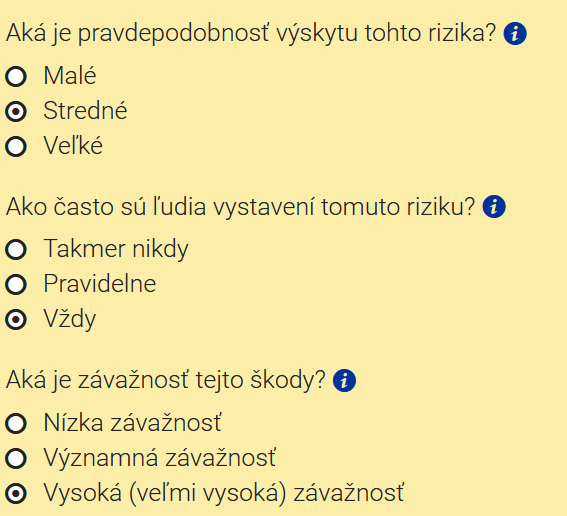 Aká je pravdepodobnosť výskytu tohto rizika? i
Malé
Stredné
Veľké
Ako často sú ľudia vystavení tomuto riziku? i
Takmer nikdy
Pravidelne
Vždy
Aká je závažnosť tejto škody? i
Nízka závažnosť
Významná závažnosť
Vysoká (veľmi vysoká) závažnosť